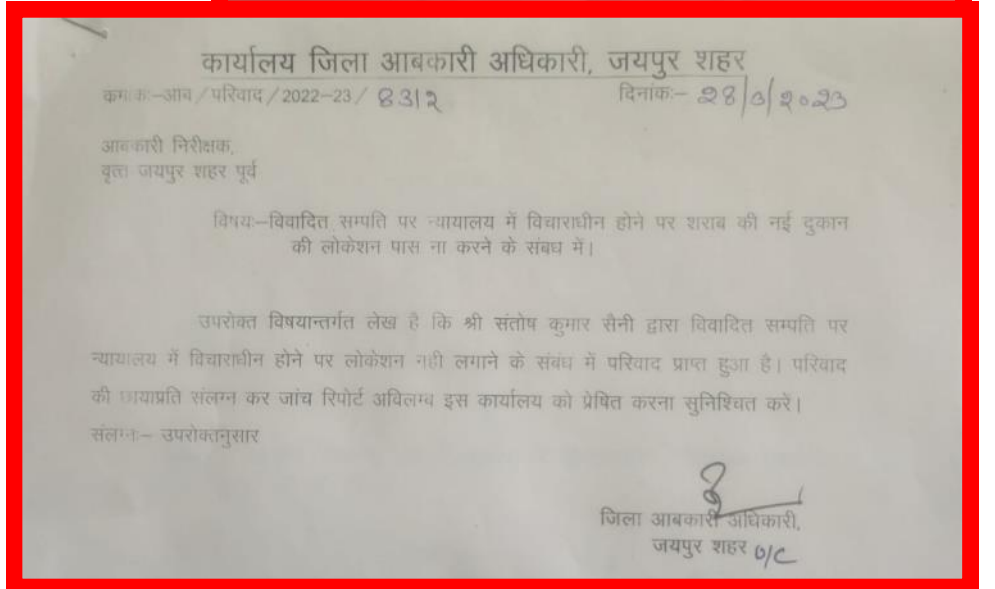 कार्यालय जिला आबकारी अधिकारी, जयपुर शहर
कमांक:–आब/परिवाद/2022–23/ 8312
दिनांक:– 28/3/2023
आबकारी निरीक्षक,
वृत्त जयपुर शहर पूर्व
विषय:–विवादित सम्पति पर न्यायालय में विचाराधीन होने पर शराब की नई दुकान
की लोकेशन पास ना करने के संबध में।
उपरोक्त विषयान्तर्गत लेख है कि श्री संतोष कुमार सैनी द्वारा विवादित सम्पति पर
न्यायालय में विचाराधीन होने पर लोकेशन नही लगाने के संबंध में परिवाद प्राप्त हुआ है। परिवाद
की छायाप्रति संलग्न कर जांच रिपोर्ट अविलम्ब इस कार्यालय को प्रेषित करना सुनिश्चित करें।
संलग्न:– उपरोक्तनुसार
जिला आबकारी अधिकारी,
जयपुर शहर O/C